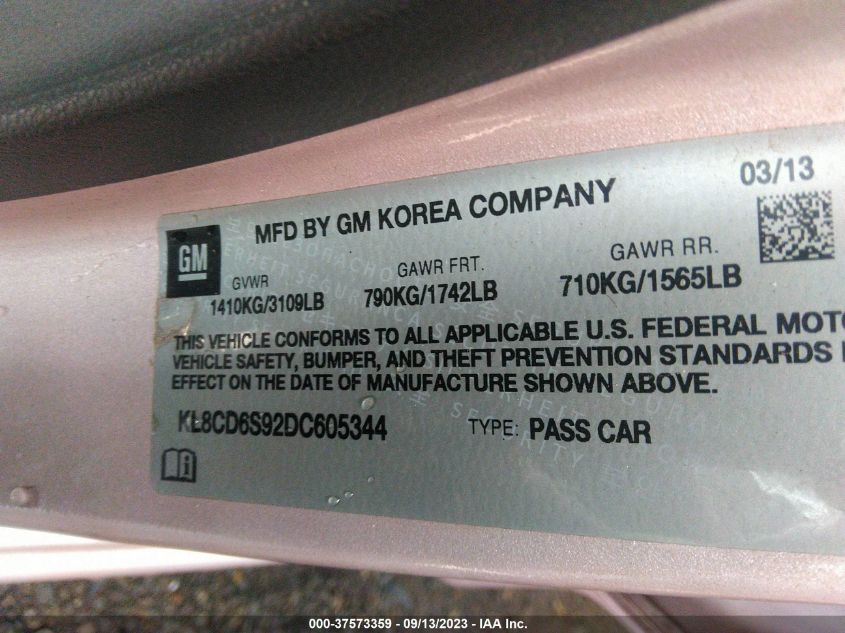 03/13
MFD BY GM KOREA COMPANY
GM
GVWR GAWR FRT. GAWR RR.
1410KG/3109LB 790KG/1742LB 710KG/1565LB
THIS VEHICLE CONFORMS TO ALL APPLICABLE U.S. FEDERAL MOTO
VEHICLE SAFETY, BUMPER, AND THEFT PREVENTION STANDARDS
EFFECT ON THE DATE OF MANUFACTURE SHOWN ABOVE.
KL8CD6S92DC605344 TYPE: PASS CAR
SECURITY
000-37573359 | 09/13/2023 | IAA Inc.